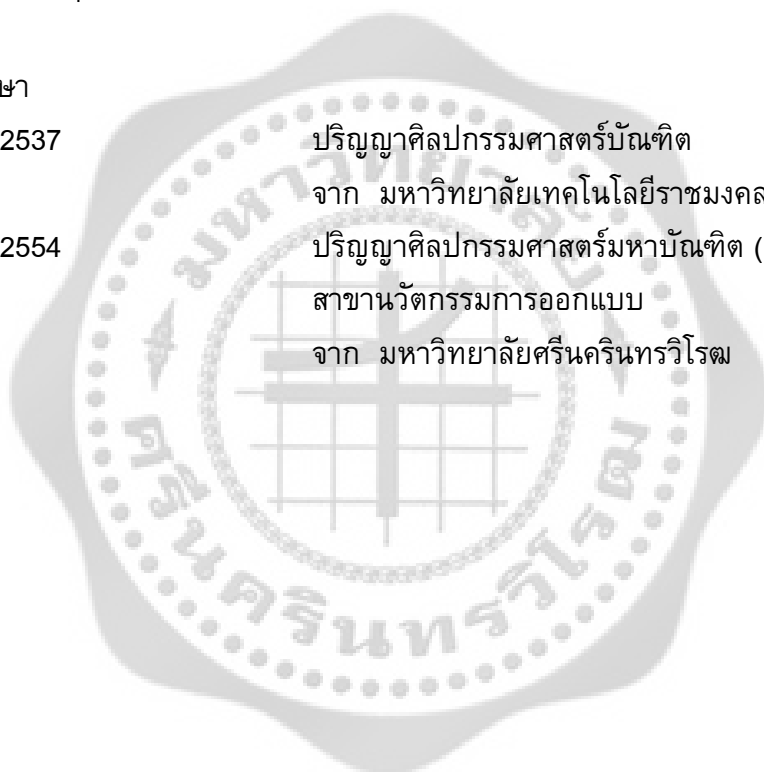 ษา
2537 ปริญญาศิลปกรรมศาสตร์บัณฑิต
จาก มหาวิทยาลัยเทคโนโลยีราชมงคล
2554 ปริญญาศิลปกรรมศาสตร์มหาบัณฑิต (
สาขานวัตกรรมการออกแบบ
จาก มหาวิทยาลัยศรีนครินทรวิโรฒ
มหาวิทยาลัย
ศรีนครินทรวิโรฒ